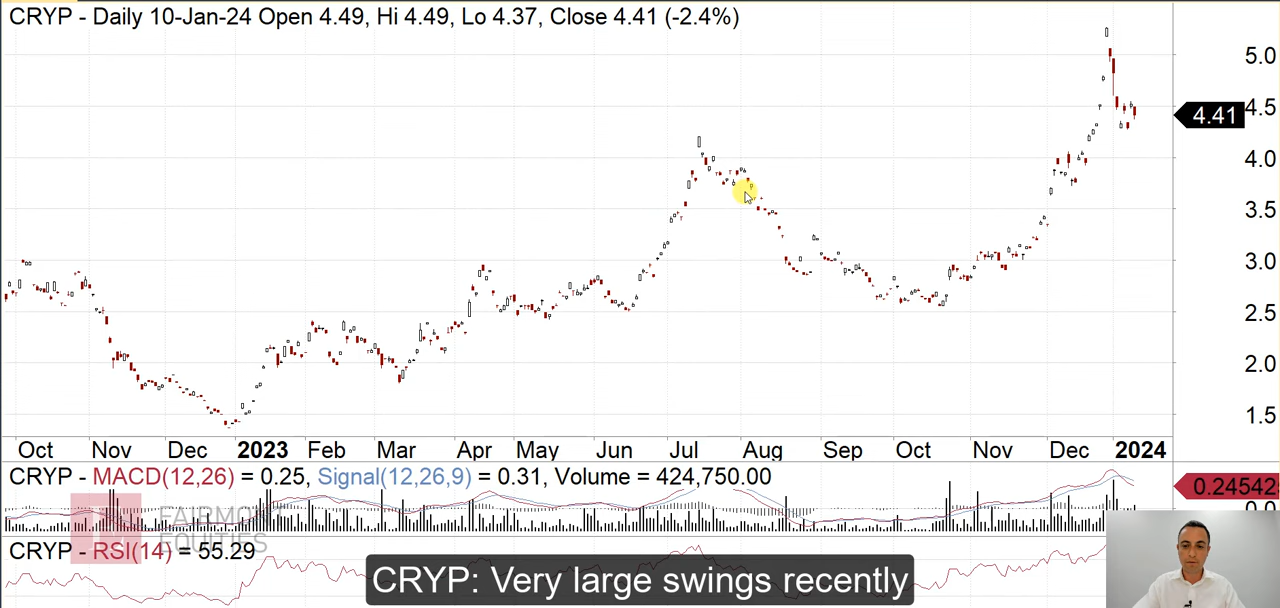 CRYP - Daily 10-Jan-24 Open 4.49, Hi 4.49, Lo 4.37, Close 4.41 (-2.4%)
5.0
4.5
4.41
4.0
3.5
3.0
2.5
2.0
1.5
Oct Nov Dec 2023 Feb Mar Apr May Jun Jul Aug Sep Oct Nov Dec 2024
CRYP - MACD(12,26) = 0.25, Signal(12,26,9) = 0.31, Volume = 424,750.00
0.24542
FAIRMONT
EQUITIES
CRYP - RSI(14) = 55.29
CRYP: Very large swings recently